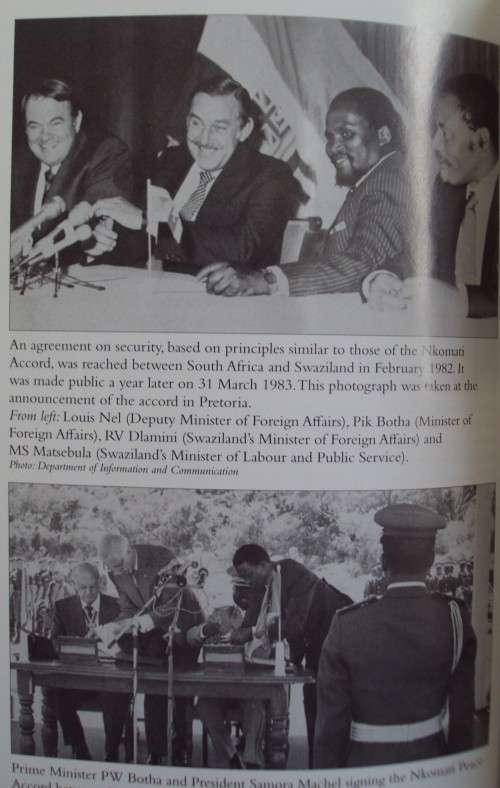 An agreement on security, based on principles similar to those of the Nkomati
Accord, was reached between South Africa and Swaziland in February 1982. It
was made public a year later on 31 March 1983. This photograph was taken at the
announcement of the accord in Pretoria.
From left: Louis Nel (Deputy Minister of Foreign Affairs), Pik Botha (Minister of
Foreign Affairs), RV Dlamini (Swaziland's Minister of Foreign Affairs) and
MS Matsebula (Swaziland's Minister of Labour and Public Service).
Photo: Department of Information and Communication
Prime Minister PW Botha and President Samora Machel signing the Nkomati Peace
Accord